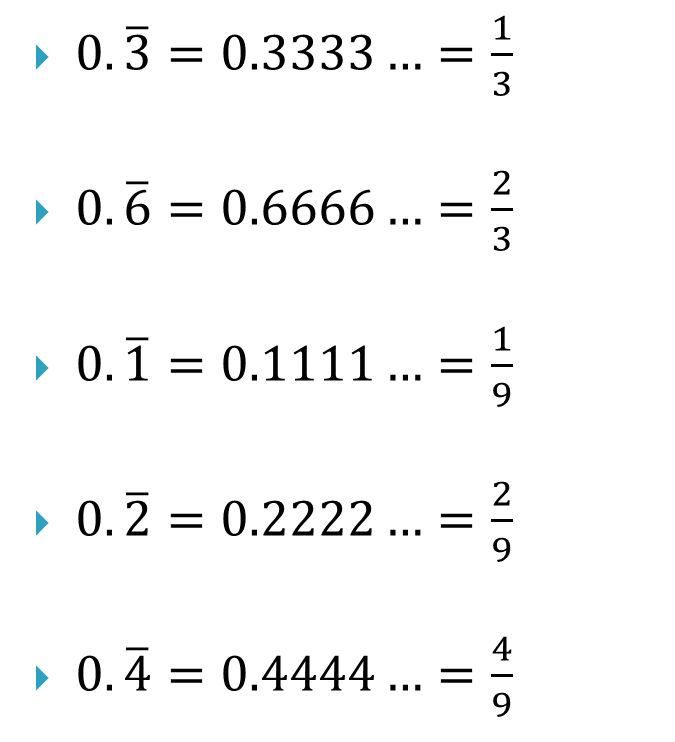 0.3̅ = 0.3333 … = 1/3
0.6̅ = 0.6666 … = 2/3
0.1̅ = 0.1111 … = 1/9
0.2̅ = 0.2222 … = 2/9
0.4̅ = 0.4444 … = 4/9